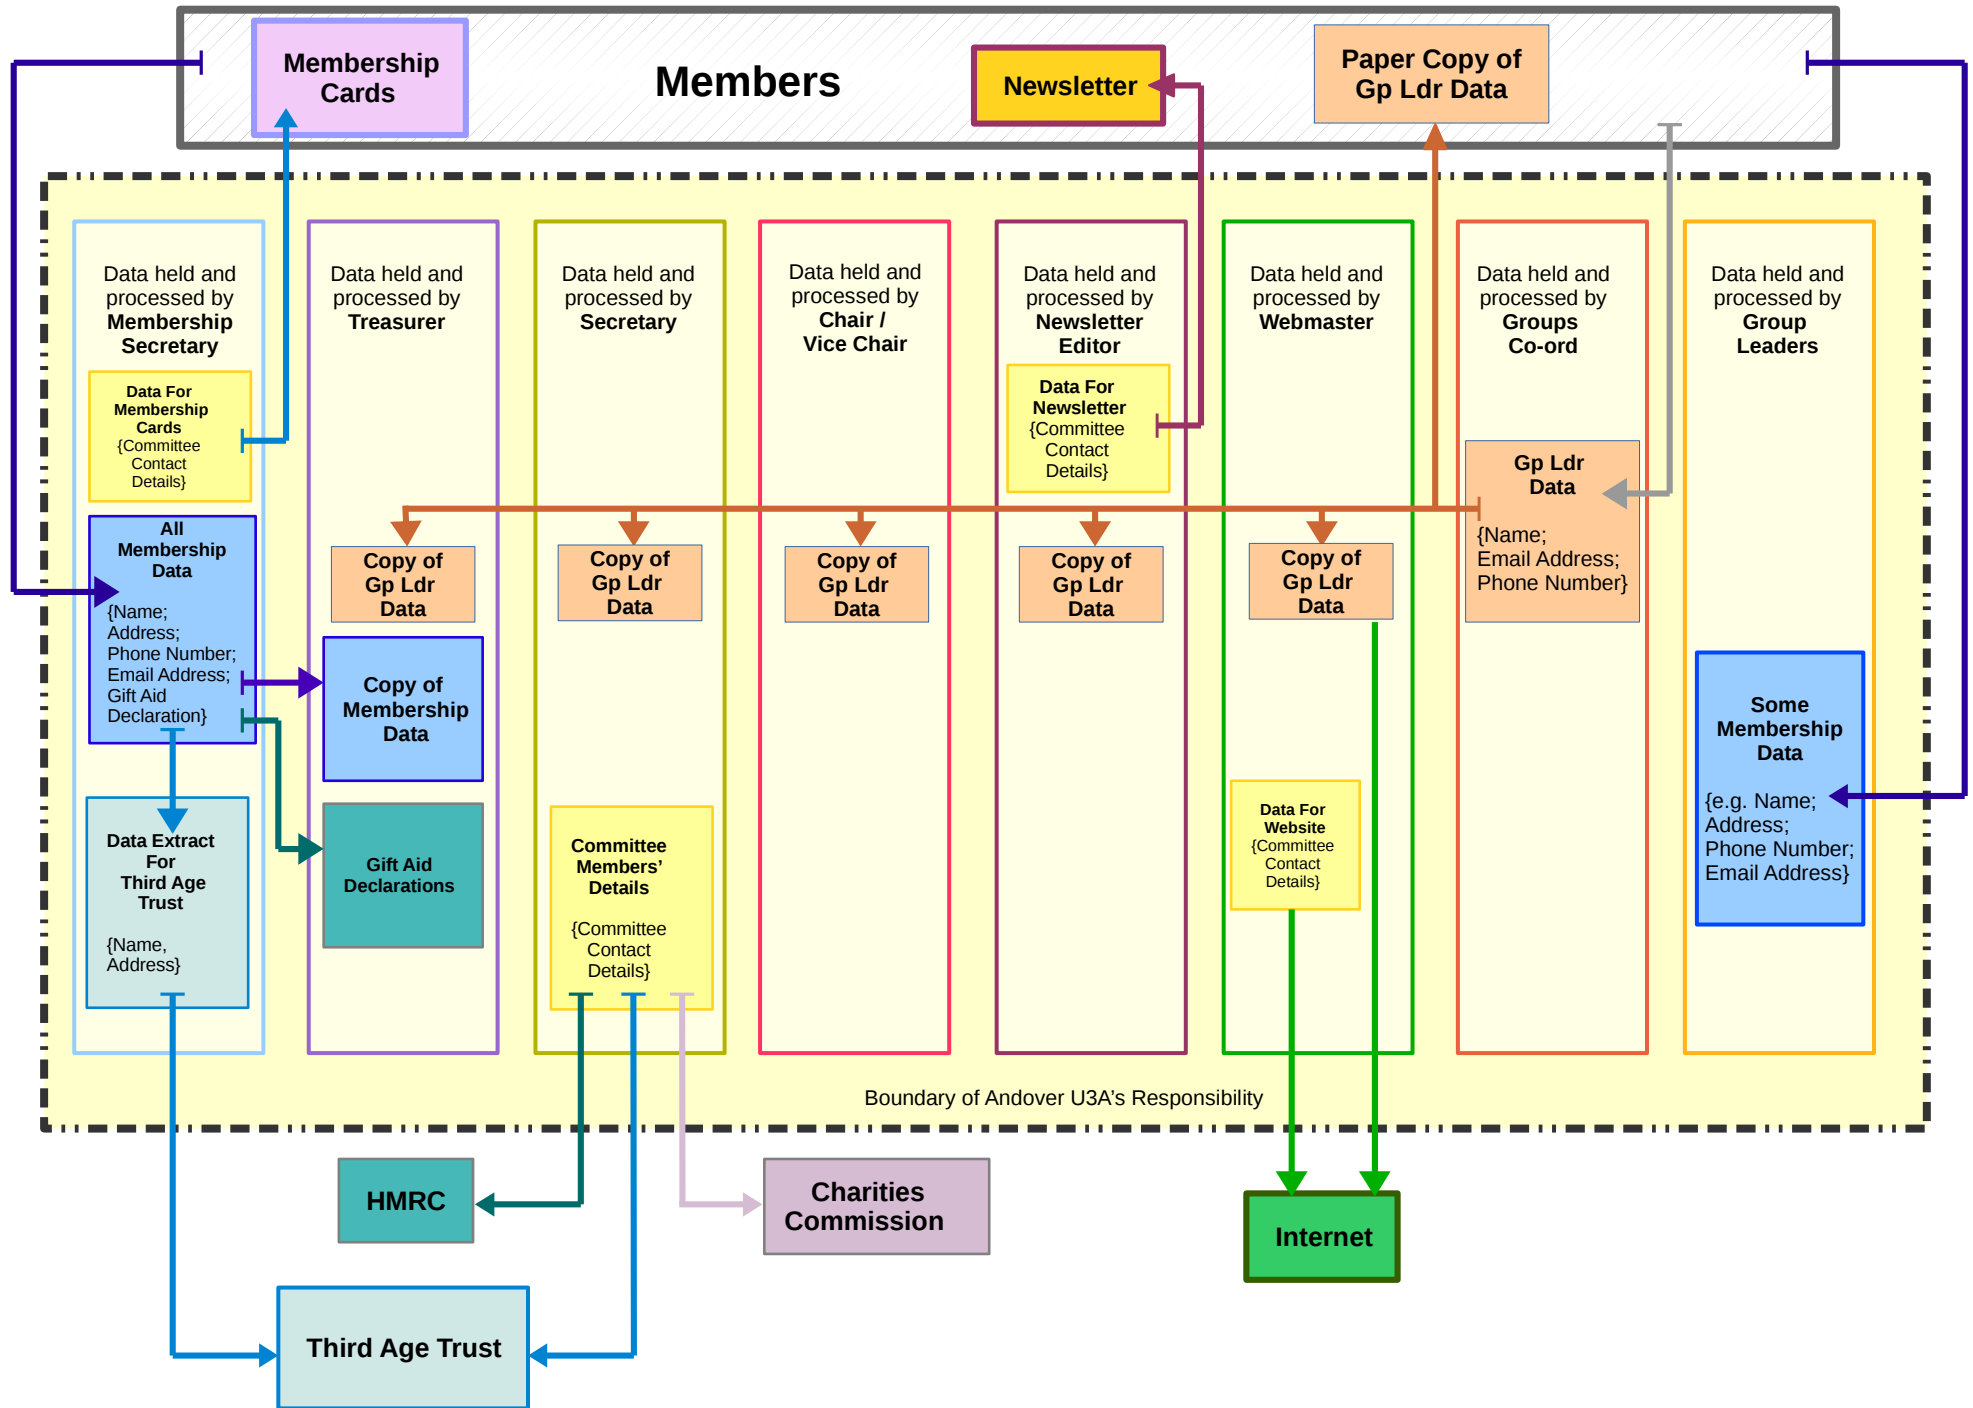 Membership
Cards
Members
Newsletter
Paper Copy of
Gp Ldr Data
Data held and
processed by
Membership
Secretary
Data For
Membership
Cards
{Committee
Contact
Details}
All
Membership
Data
{Name;
Address;
Phone Number;
Email Address;
Gift Aid
Declaration}
Data Extract
For
Third Age
Trust
{Name,
Address}
Data held and
processed by
Treasurer
Copy of
Gp Ldr
Data
Copy of
Membership
Data
Gift Aid
Declarations
Data held and
processed by
Secretary
Copy of
Gp Ldr
Data
Committee
Members’
Details
{Committee
Contact
Details}
Data held and
processed by
Chair /
Vice Chair
Copy of
Gp Ldr
Data
Data held and
processed by
Newsletter
Editor
Data For
Newsletter
{Committee
Contact
Details}
Copy of
Gp Ldr
Data
Data held and
processed by
Webmaster
Copy of
Gp Ldr
Data
Data For
Website
{Committee
Contact
Details}
Data held and
processed by
Groups
Co-ord
Gp Ldr
Data
{Name;
Email Address;
Phone Number}
Data held and
processed by
Group
Leaders
Some
Membership
Data
{e.g. Name;
Address;
Phone Number;
Email Address}
Boundary of Andover U3A’s Responsibility
HMRC
Charities
Commission
Internet
Third Age Trust